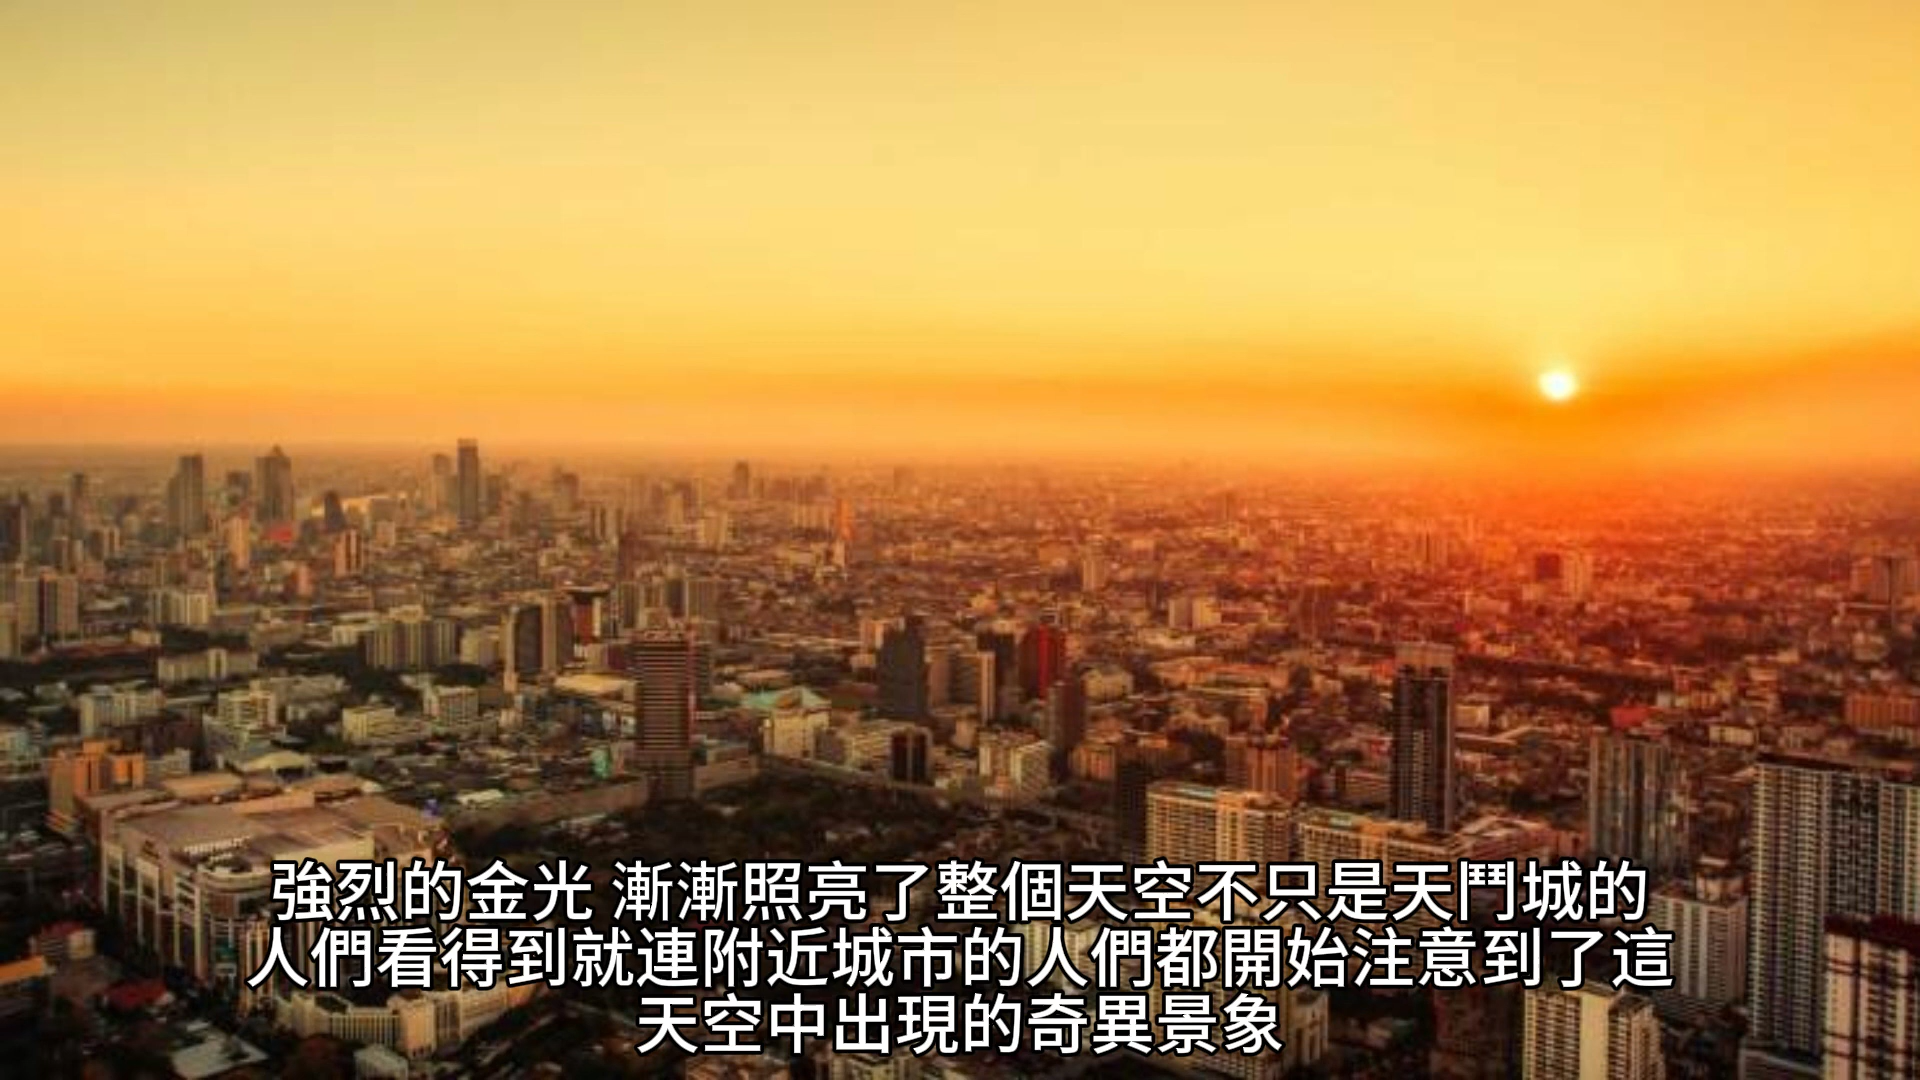 強烈的金光 漸漸照亮了整個天空不只是天鬥城的
人們看得到就連附近城市的人們都開始注意到了這
天空中出現的奇異景象